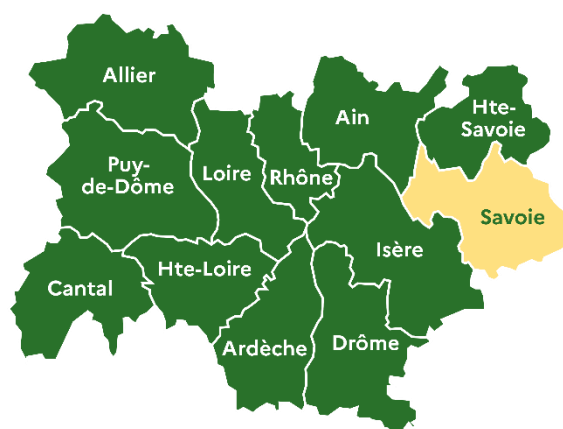 Allier
Ain
Hte-
Savoie
Puy-
de-Dôme
Loire
Rhône
Savoie
Isère
Hte-Loire
Cantal
Ardèche
Drôme